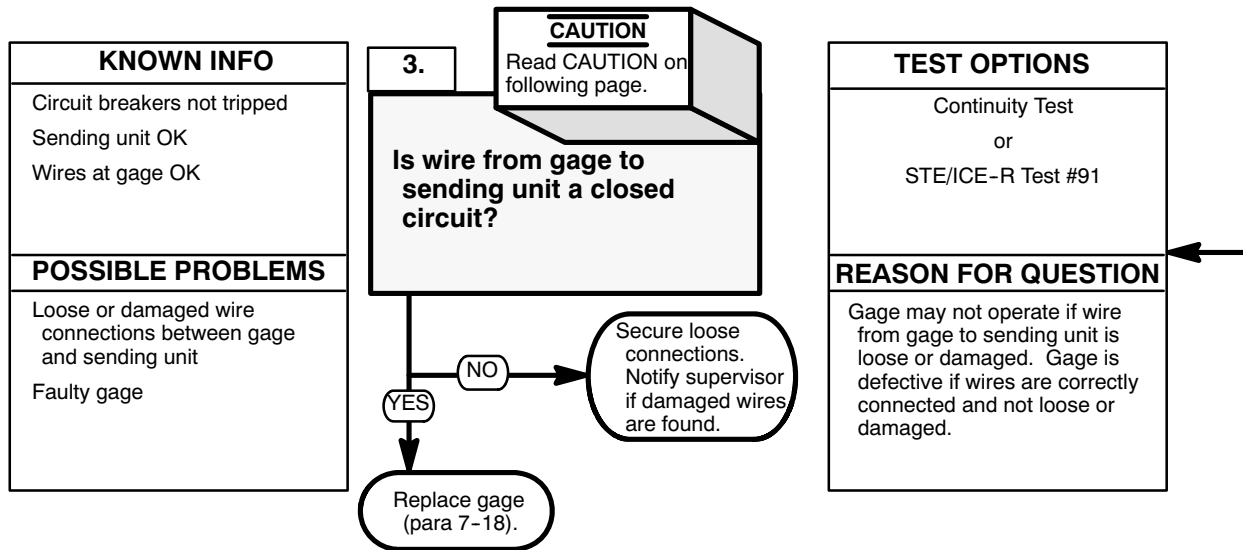 KNOWN INFO
Circuit breakers not tripped
Sending unit OK
Wires at gage OK
POSSIBLE PROBLEMS
Loose or damaged wire
connections between gage
and sending unit
Faulty gage
3.
CAUTION
Read CAUTION on
following page.
Is wire from gage to
sending unit a closed
circuit?
NO
Secure loose
connections.
Notify supervisor
if damaged wires
are found.
YES
Replace gage
(para 7-18).
TEST OPTIONS
Continuity Test
or
STE/ICE-R Test #91
REASON FOR QUESTION
Gage may not operate if wire
from gage to sending unit is
loose or damaged.  Gage is
defective if wires are correctly
connected and not loose or
damaged.